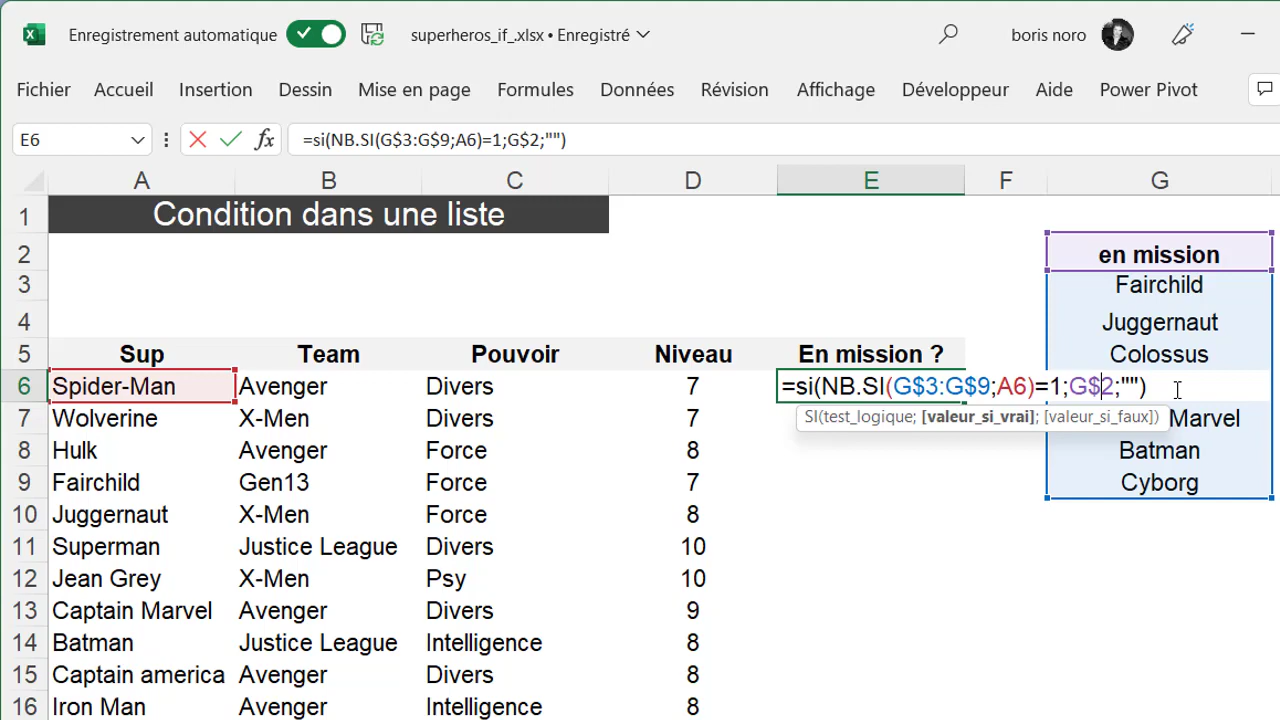 Enregistrement automatique superheros_if_.xlsx • Enregistré boris noro
Fichier Accueil Insertion Dessin Mise en page Formules Données Révision Affichage Développeur Aide Power Pivot
E6 fx =si(NB.SI(G$3:G$9;A6)=1;G$2;"")
A B C D E F G
1 Condition dans une liste
2 en mission
3 Fairchild
4 Juggernaut
5 Sup Team Pouvoir Niveau En mission ? Colossus
6 Spider-Man Avenger Divers 7 =si(NB.SI(G$3:G$9;A6)=1;G$2;"")
SI(test_logique; [valeur_si_vrai]; [valeur_si_faux])
7 Wolverine X-Men Divers 7 Marvel
8 Hulk Avenger Force 8 Batman
9 Fairchild Gen13 Force 7 Cyborg
10 Juggernaut X-Men Force 8
11 Superman Justice League Divers 10
12 Jean Grey X-Men Psy 10
13 Captain Marvel Avenger Divers 9
14 Batman Justice League Intelligence 8
15 Captain america Avenger Divers 8
16 Iron Man Avenger Intelligence 8